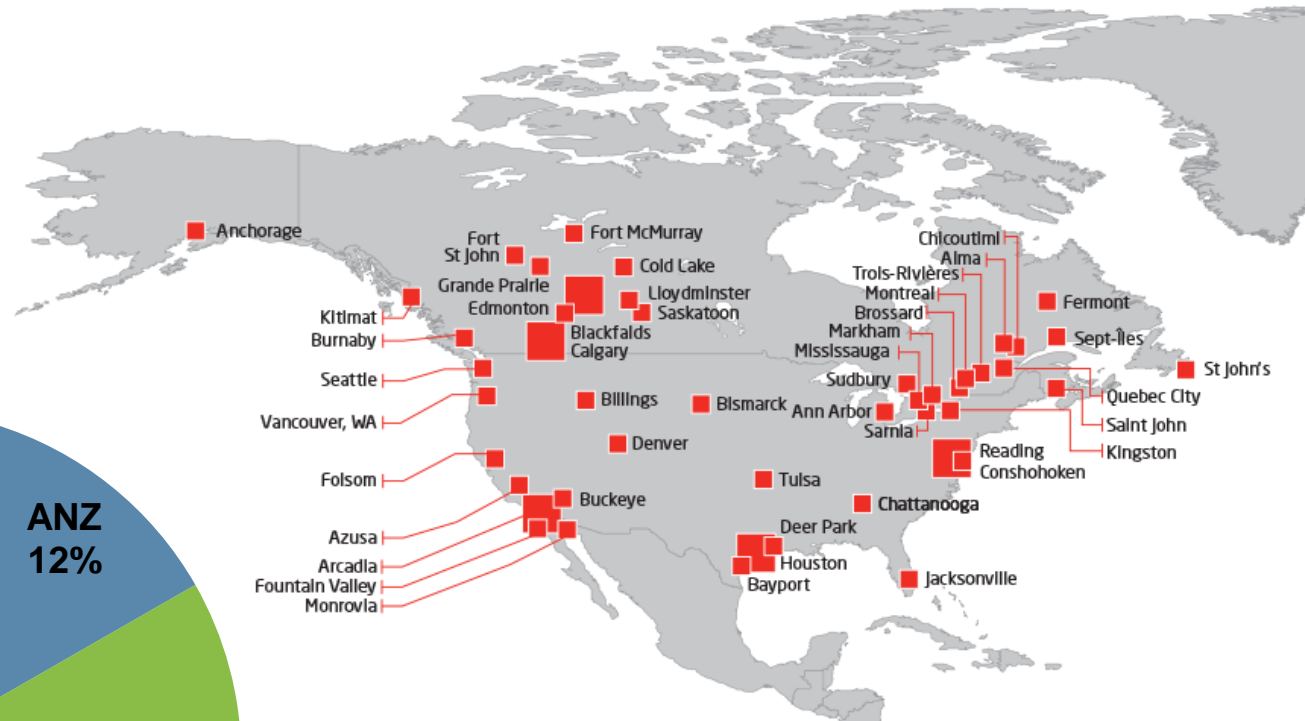 Anchorage
Fort
St John
Fort McMurray
Cold Lake
Grande Prairie
Edmonton
Lloydminster
Saskatoon
Blackfalds
Calgary
Kitimat
Burnaby
Seattle
Vancouver, WA
Folsom
Azusa
Arcadia
Fountain Valley
Monrovia
Buckeye
Billings
Bismarck
Denver
Tulsa
Chattanooga
Deer Park
Houston
Bayport
Jacksonville
Chicoutimi
Alma
Trois-Rivières
Montreal
Brossard
Markham
Mississauga
Sudbury
Ann Arbor
Sarnia
Fermont
Sept-Îles
St John's
Quebec City
Saint John
Kingston
Reading
Conshohoken
ANZ
12%